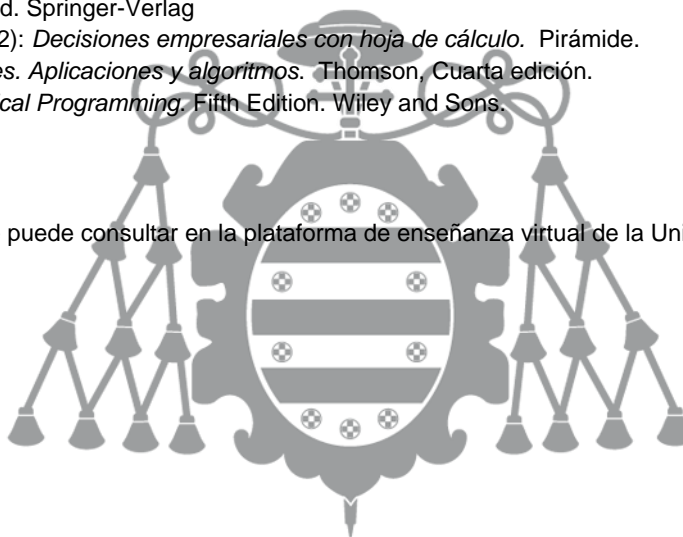 d. Springer-Verlag
2): Decisiones empresariales con hoja de cálculo. Pirámide.
es. Aplicaciones y algoritmos. Thomson, Cuarta edición.
ical Programming. Fifth Edition. Wiley and Sons.
puede consultar en la plataforma de enseñanza virtual de la Uni